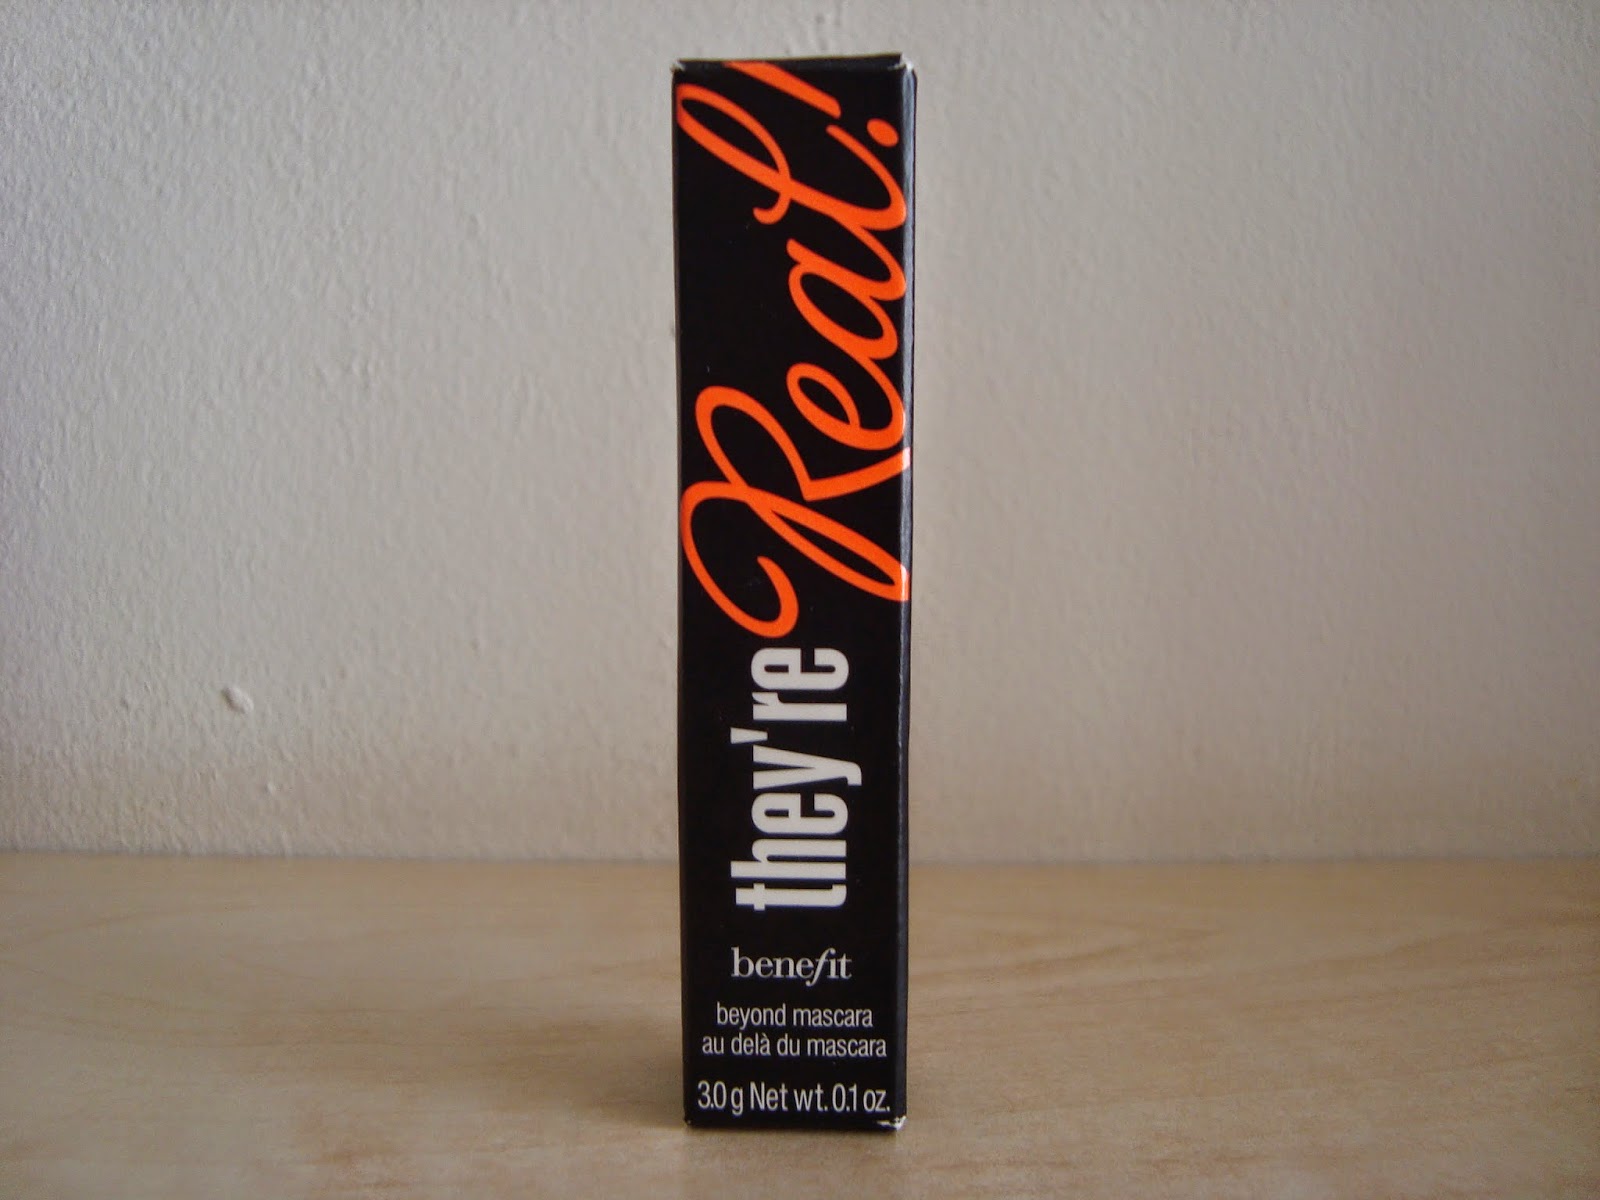 they're Real!
benefit
beyond mascara
au delà du mascara
3.0 g Net wt. 0.1 oz.